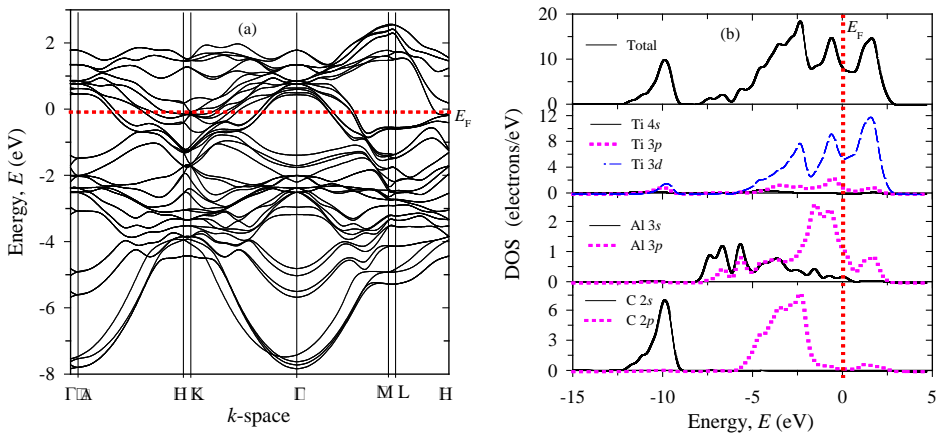 (a)
2
0
-2
-4
-6
-8
Energy, E (eV)
E_F
Γ A H K Γ M L H
k-space
(b)
E_F
20
10
0
Total
12
8
4
0
Ti 4s
Ti 3p
Ti 3d
2
1
0
Al 3s
Al 3p
6
3
0
C 2s
C 2p
DOS (electrons/eV)
-15 -10 -5 0 5
Energy, E (eV)